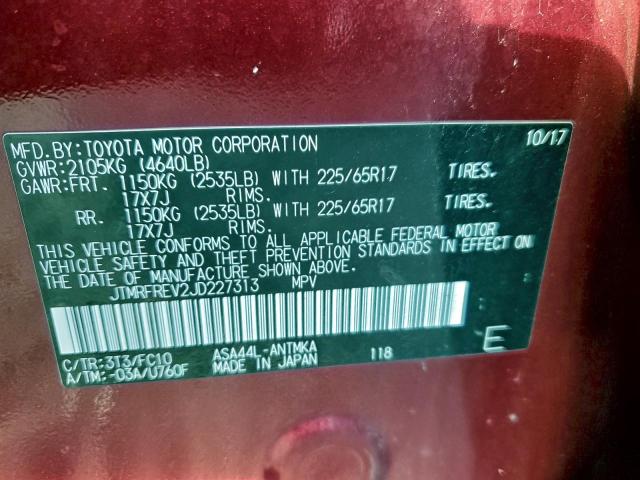 MFD.BY:TOYOTA MOTOR CORPORATION 10/17
GVWR:2105KG (4640LB)
GAWR:FRT. 1150KG (2535LB) WITH 225/65R17 TIRES.
17X7J RIMS.
RR. 1150KG (2535LB) WITH 225/65R17 TIRES.
17X7J RIMS.
THIS VEHICLE CONFORMS TO ALL APPLICABLE FEDERAL MOTOR
VEHICLE SAFETY AND THEFT PREVENTION STANDARDS IN EFFECT ON
THE DATE OF MANUFACTURE SHOWN ABOVE.
JTMRFREV2JD227313 MPV
C/TR:3T3/FC10 ASA44L-ANTMKA 118 E
A/TM:-03A/U760F MADE IN JAPAN